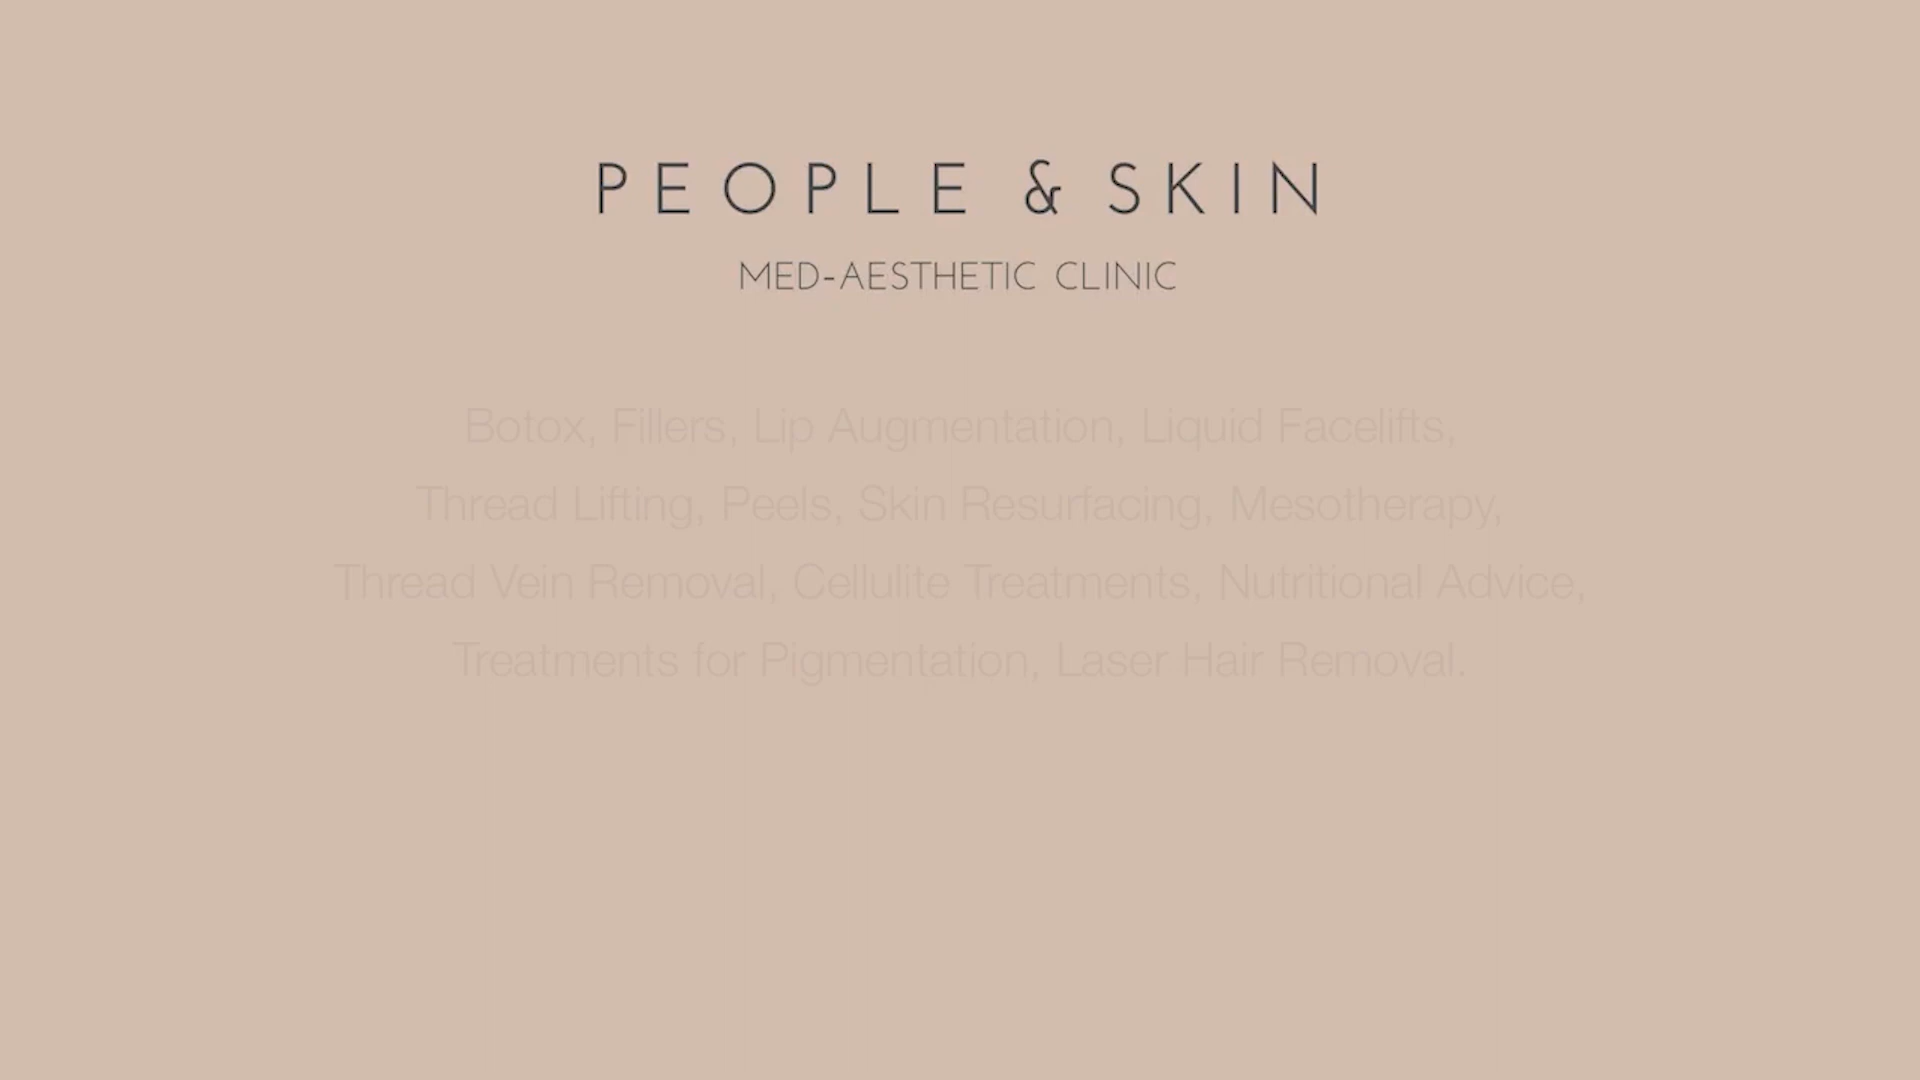 PEOPLE & SKIN
MED-AESTHETIC CLINIC
Botox, Fillers, Lip Augmentation, Liquid Facelifts,
Thread Lifting, Peels, Skin Resurfacing, Mesotherapy,
Thread Vein Removal, Cellulite Treatments, Nutritional Advice,
Treatments for Pigmentation, Laser Hair Removal.